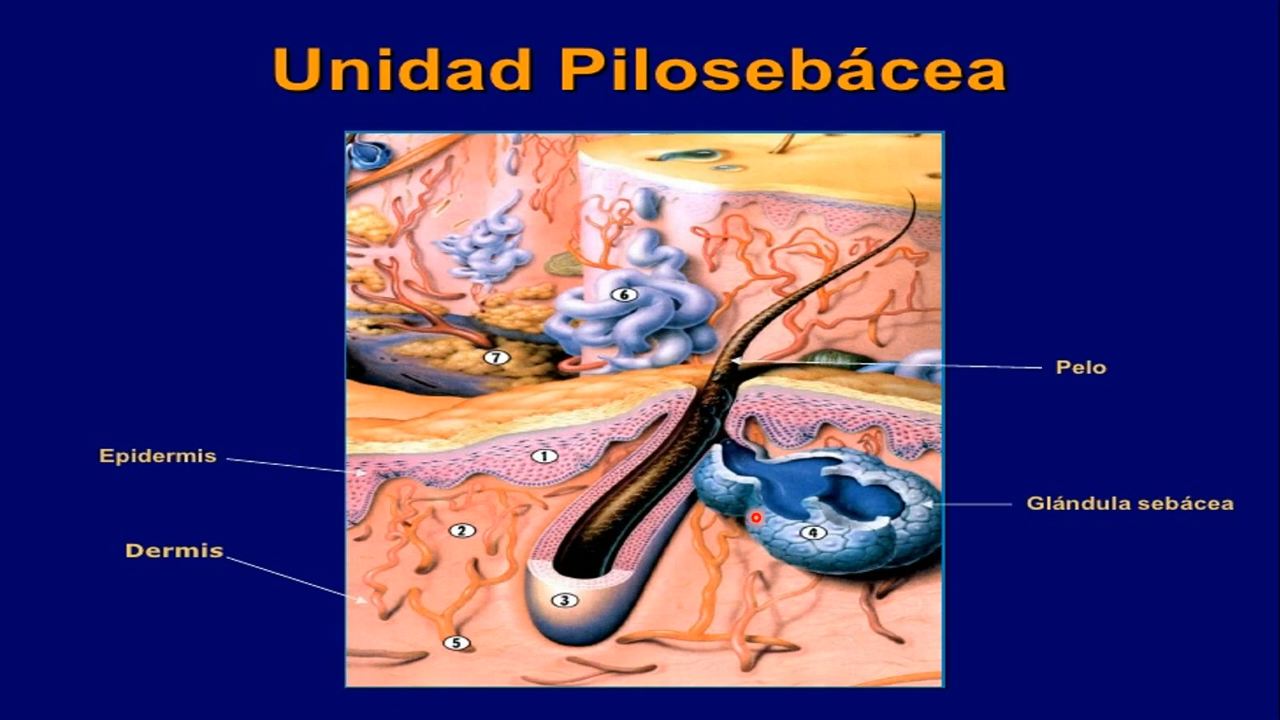 Unidad Pilosebácea
6
7
Pelo
Epidermis
1
Glándula sebácea
2
4
Dermis
3
5